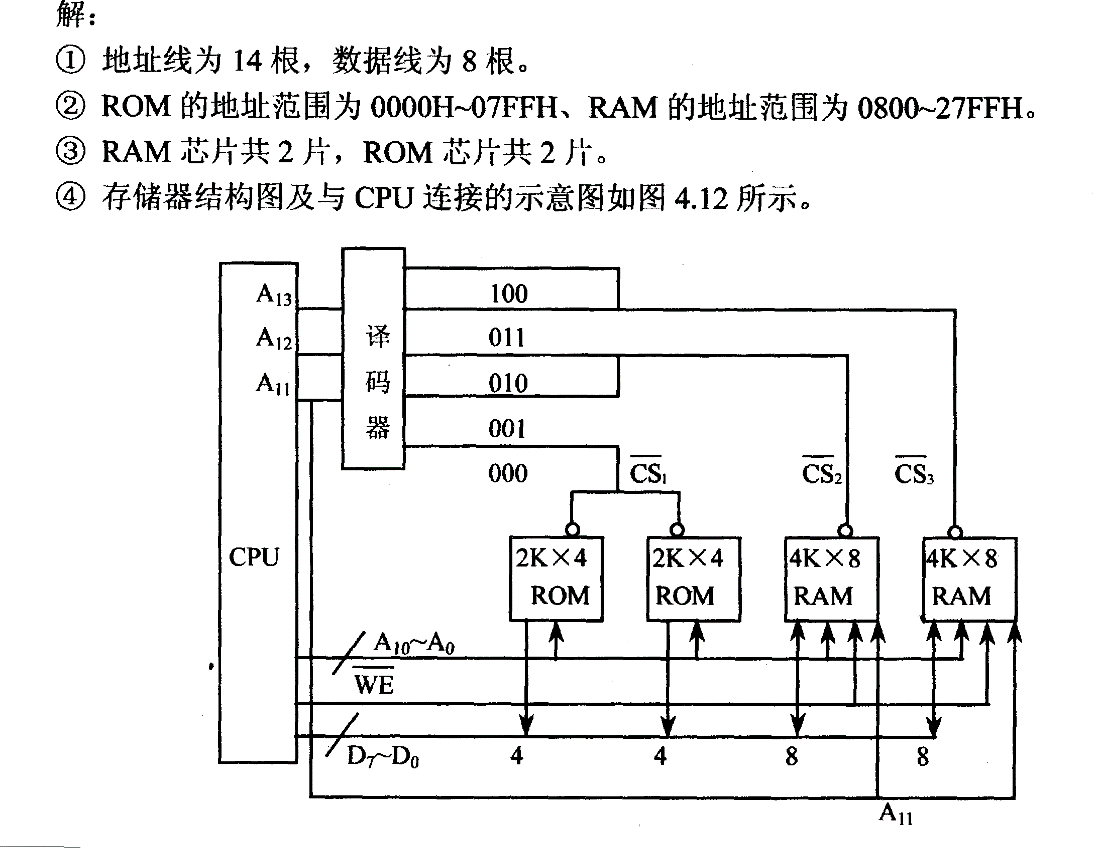 解：
① 地址线为 14 根，数据线为 8 根。
② ROM 的地址范围为 0000H~07FFH、RAM 的地址范围为 0800~27FFH。
③ RAM 芯片共 2 片，ROM 芯片共 2 片。
④ 存储器结构图及与 CPU 连接的示意图如图 4.12 所示。
A₁₃
100
A₁₂
译
011
A₁₁
码
010
器
001
000
C̅S̅₁
C̅S̅₂
C̅S̅₃
CPU
2K×4
ROM
2K×4
ROM
4K×8
RAM
4K×8
RAM
A₁₀~A₀
W̅E̅
D₇~D₀
4
4
8
8
A₁₁